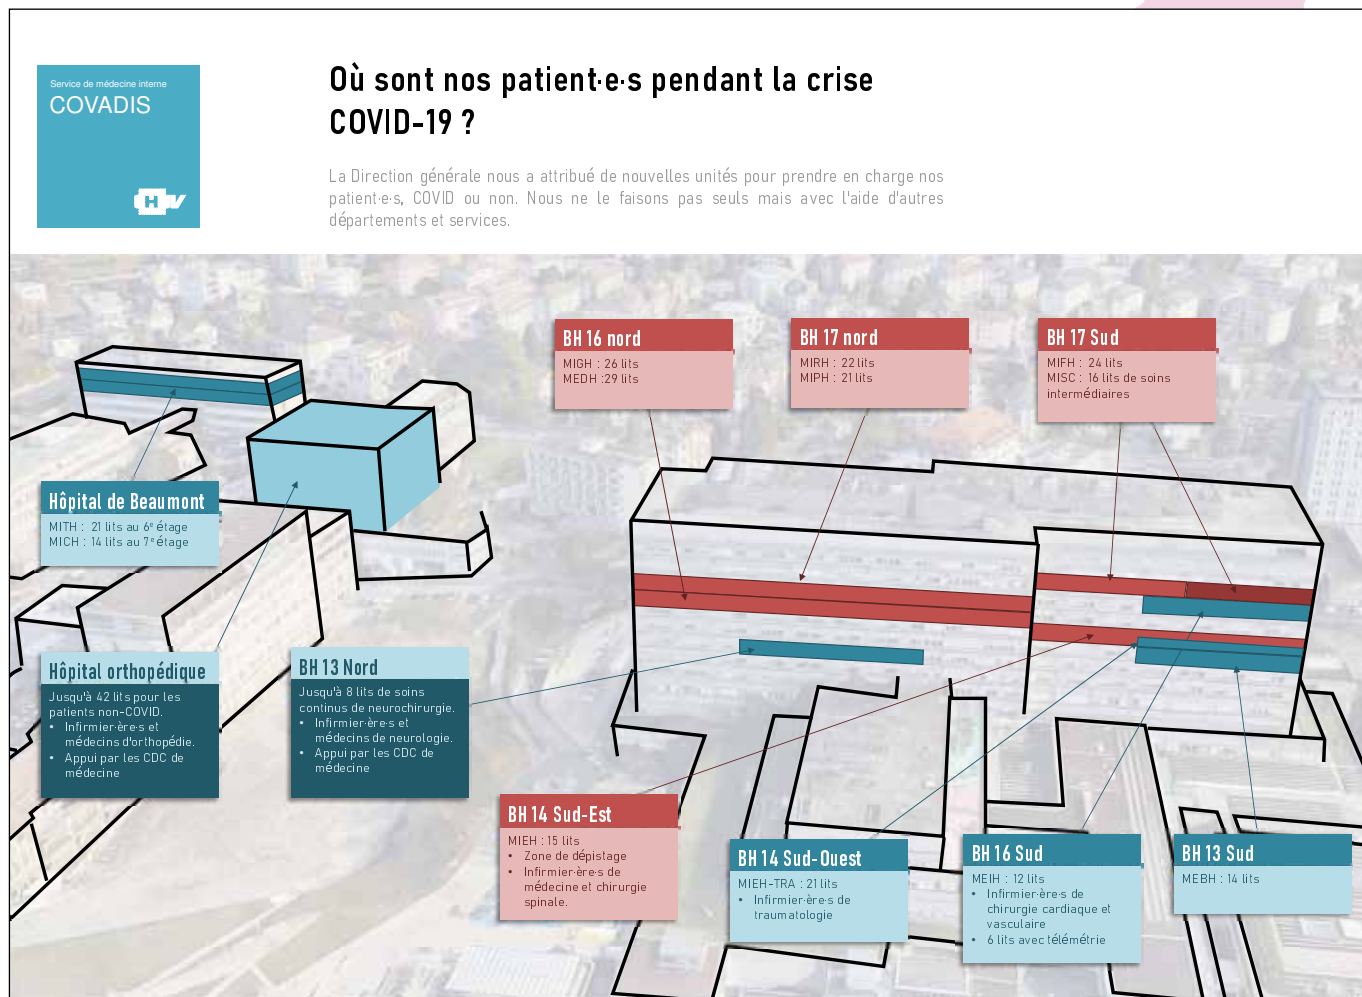 Service de médecine interne
COVADIS
H
Où sont nos patient·e·s pendant la crise
COVID-19 ?
La Direction générale nous a attribué de nouvelles unités pour prendre en charge nos
patient·e·s, COVID ou non. Nous ne le faisons pas seuls mais avec l'aide d'autres
départements et services.
BH 16 nord
MIGH : 26 lits
MEDH :29 lits
BH 17 nord
MIRH : 22 lits
MIPH : 21 lits
BH 17 Sud
MIFH : 24 lits
MISC : 16 lits de soins
intermédiaires
Hôpital de Beaumont
MITH : 21 lits au 6e étage
MICH : 14 lits au 7e étage
Hôpital orthopédique
Jusqu'à 42 lits pour les
patients non-COVID.
• Infirmier·ère·s et
médecins d'orthopédie.
• Appui par les CDC de
médecine
BH 13 Nord
Jusqu'à 8 lits de soins
continus de neurochirurgie.
• Infirmier·ère·s et
médecins de neurologie.
• Appui par les CDC de
médecine
BH 14 Sud-Est
MIEH : 15 lits
• Zone de dépistage
• Infirmier·ère·s de
médecine et chirurgie
spinale.
BH 14 Sud-Ouest
MIEH-TRA : 21 lits
• Infirmier·ère·s de
traumatologie
BH 16 Sud
MEIH : 12 lits
• Infirmier·ère·s de
chirurgie cardiaque et
vasculaire
• 6 lits avec télémétrie
BH 13 Sud
MEBH : 14 lits